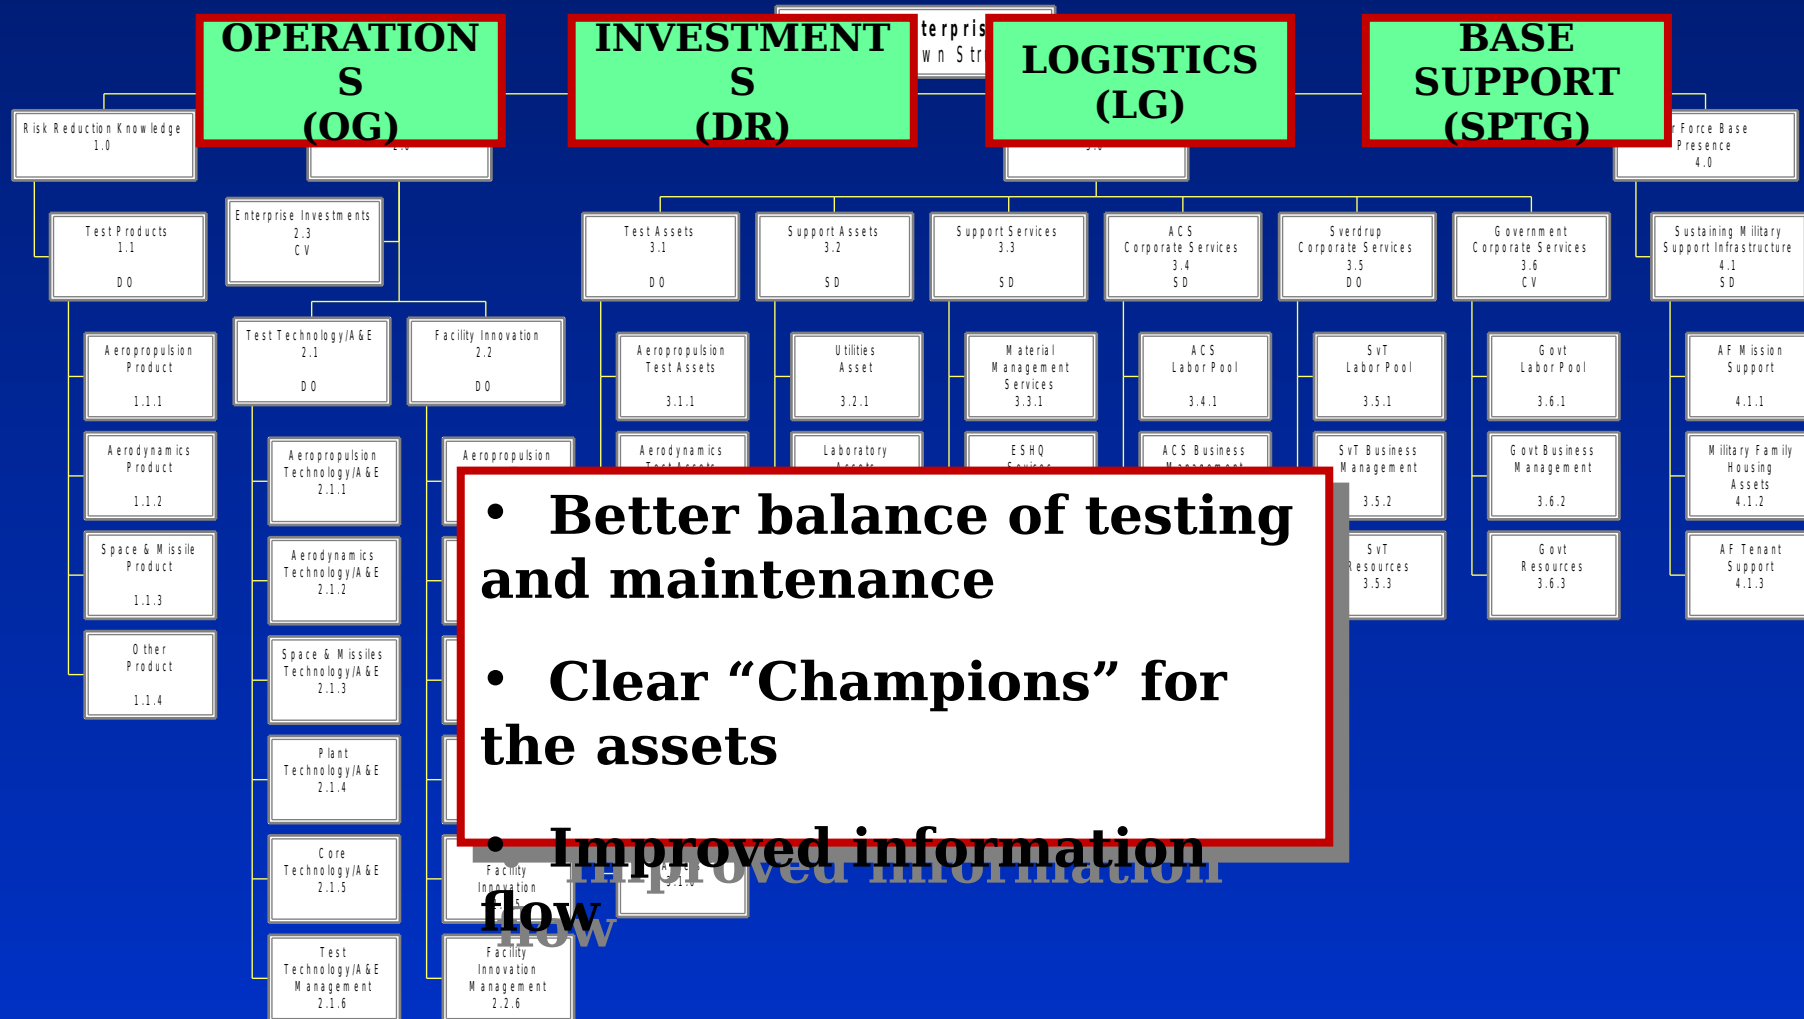 OPERATION
S
(OG)
INVESTMENT
S
(DR)
LOGISTICS
(LG)
BASE
SUPPORT
(SPTG)
Risk Reduction Knowledge
1.0
Force Base
Presence
4.0
Test Products
1.1
DO
Enterprise Investments
2.3
CV
Test Technology/A&E
2.1
DO
Facility Innovation
2.2
DO
Test Assets
3.1
DO
Support Assets
3.2
SD
Support Services
3.3
SD
ACS
Corporate Services
3.4
SD
Sverdrup
Corporate Services
3.5
DO
Government
Corporate Services
3.6
CV
Sustaining Military
Support Infrastructure
4.1
SD
Aeropropulsion
Product
1.1.1
Aerodynamics
Product
1.1.2
Space & Missile
Product
1.1.3
Other
Product
1.1.4
Aeropropulsion
Technology/A&E
2.1.1
Aerodynamics
Technology/A&E
2.1.2
Space & Missiles
Technology/A&E
2.1.3
Plant
Technology/A&E
2.1.4
Core
Technology/A&E
2.1.5
Test
Technology/A&E
Management
2.1.6
Aeropropulsion
Facility
Innovation
Facility
Innovation
Management
2.2.6
Aeropropulsion
Test Assets
3.1.1
Aerodynamics
Test Assets
Utilities
Asset
3.2.1
Laboratory
Assets
Material
Management
Services
3.3.1
ESHQ
ACS
Labor Pool
3.4.1
ACS Business
Management
SvT
Labor Pool
3.5.1
SvT Business
Management
3.5.2
SvT
Resources
3.5.3
Govt
Labor Pool
3.6.1
Govt Business
Management
3.6.2
Govt
Resources
3.6.3
AF Mission
Support
4.1.1
Military Family
Housing
Assets
4.1.2
AF Tenant
Support
4.1.3
• Better balance of testing
and maintenance
• Clear “Champions” for
the assets
• Improved information
flow